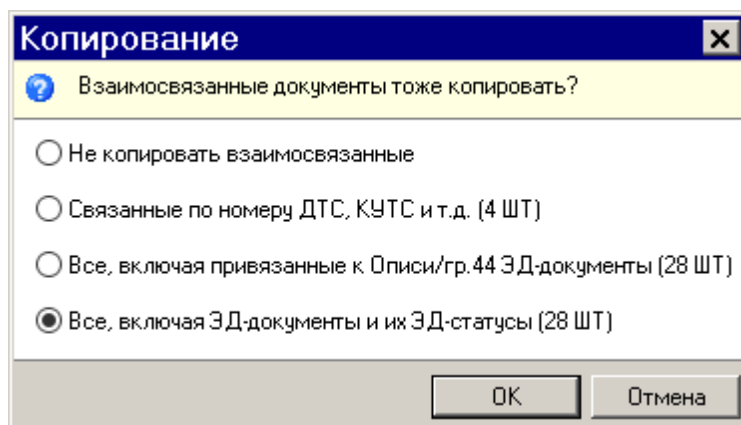 Копирование
Взаимосвязанные документы тоже копировать?
Не копировать взаимосвязанные
Связанные по номеру ДТС, КУТС и т.д. (4 ШТ)
Все, включая привязанные к Описи/гр.44 ЭД-документы (28 ШТ)
Все, включая ЭД-документы и их ЭД-статусы (28 ШТ)
OK Отмена